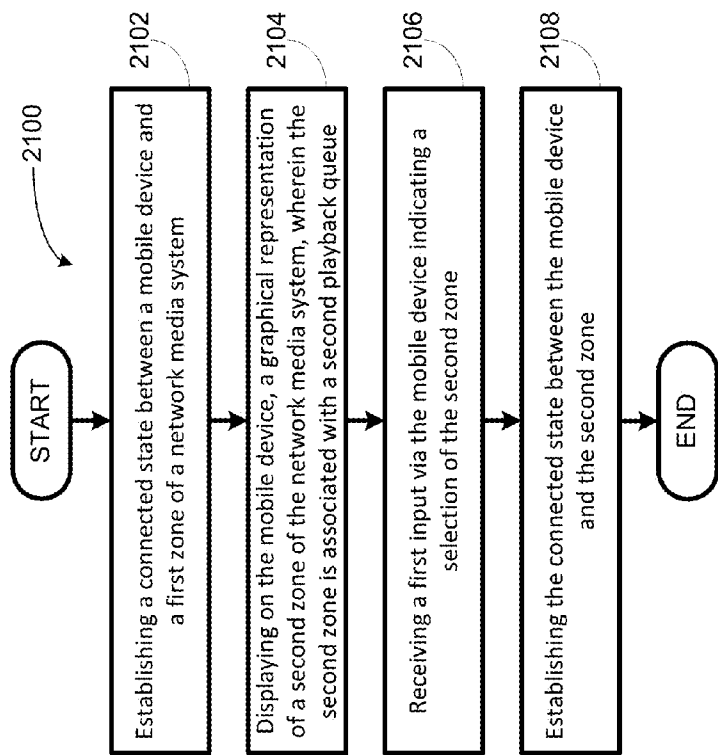 2100
START
Establishing a connected state between a mobile device and
a first zone of a network media system
2102
Displaying on the mobile device, a graphical representation
of a second zone of the network media system, wherein the
second zone is associated with a second playback queue
2104
Receiving a first input via the mobile device indicating a
selection of the second zone
2106
Establishing the connected state between the mobile device
and the second zone
2108
END